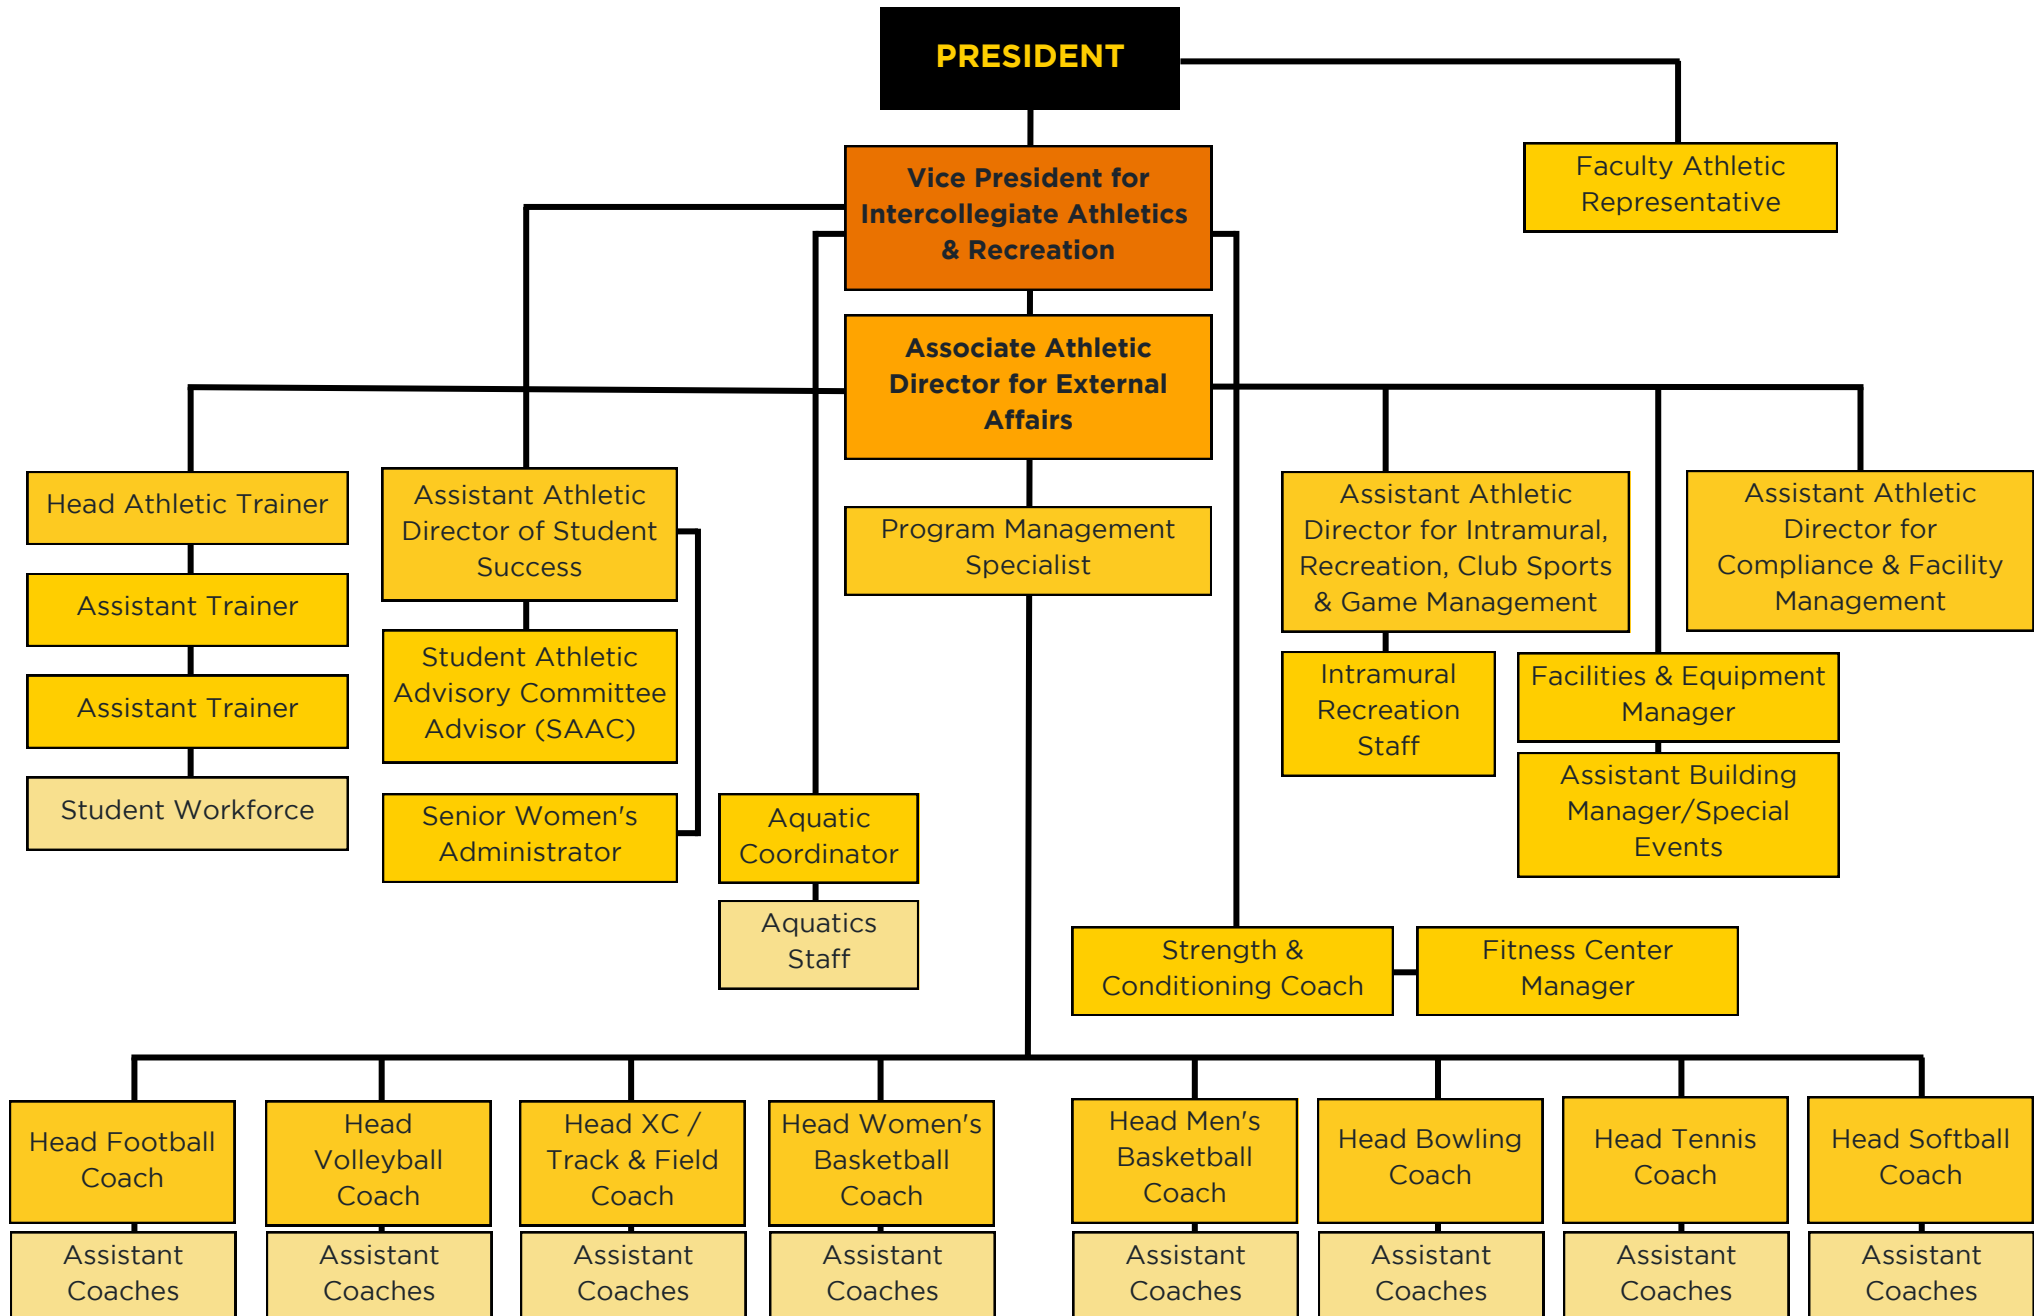 PRESIDENT
Faculty Athletic
Representative
Vice President for
Intercollegiate Athletics
& Recreation
Associate Athletic
Director for External
Affairs
Head Athletic Trainer
Assistant Trainer
Assistant Trainer
Student Workforce
Assistant Athletic
Director of Student
Success
Student Athletic
Advisory Committee
Advisor (SAAC)
Senior Women's
Administrator
Aquatic
Coordinator
Aquatics
Staff
Program Management
Specialist
Assistant Athletic
Director for Intramural,
Recreation, Club Sports
& Game Management
Intramural
Recreation
Staff
Facilities & Equipment
Manager
Assistant Building
Manager/Special
Events
Assistant Athletic
Director for
Compliance & Facility
Management
Strength &
Conditioning Coach
Fitness Center
Manager
Head Football
Coach
Assistant
Coaches
Head
Volleyball
Coach
Assistant
Coaches
Head XC /
Track & Field
Coach
Assistant
Coaches
Head Women's
Basketball
Coach
Assistant
Coaches
Head Men's
Basketball
Coach
Assistant
Coaches
Head Bowling
Coach
Assistant
Coaches
Head Tennis
Coach
Assistant
Coaches
Head Softball
Coach
Assistant
Coaches